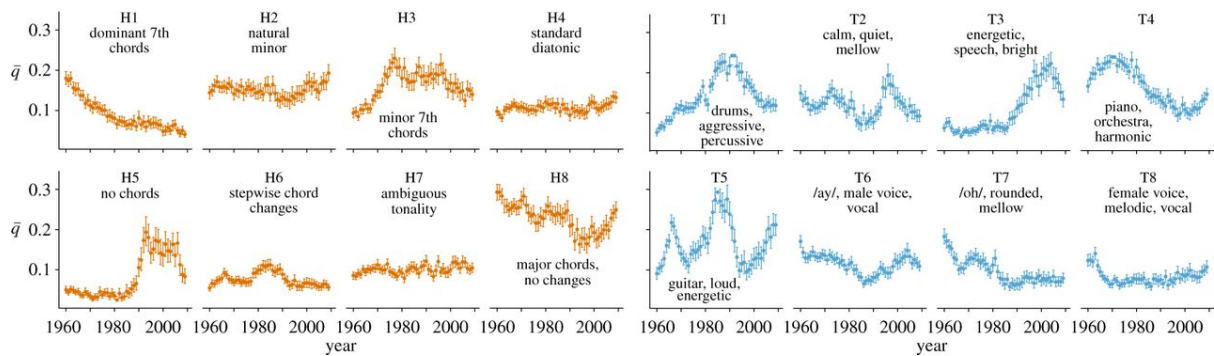 H1
dominant 7th
chords
H2
natural
minor
H3
minor 7th
chords
H4
standard
diatonic
T1
drums,
aggressive,
percussive
T2
calm, quiet,
mellow
T3
energetic,
speech, bright
T4
piano,
orchestra,
harmonic
0.3
q̄ 0.2
0.1
H5
no chords
H6
stepwise chord
changes
H7
ambiguous
tonality
H8
major chords,
no changes
T5
guitar, loud,
energetic
T6
/ay/, male voice,
vocal
T7
/oh/, rounded,
mellow
T8
female voice,
melodic, vocal
0.3
q̄ 0.2
0.1
1960 1980 2000 1960 1980 2000 1960 1980 2000 1960 1980 2000 1960 1980 2000 1960 1980 2000 1960 1980 2000 1960 1980 2000
year year